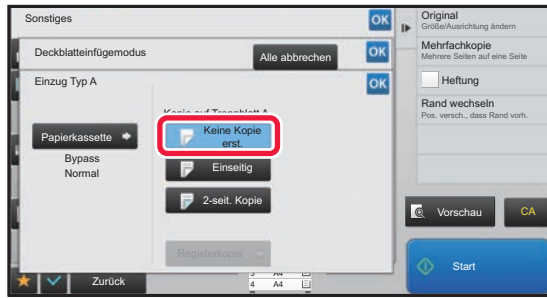 Sonstiges
OK
Deckblatteinfügemodus
Alle abbrechen
OK
Einzug Typ A
OK
Kopie auf Trennblatt A
Papierkassette
Bypass
Normal
Keine Kopie
erst.
Einseitig
2-seit. Kopie
Registerkopie
Zurück
3 A4
4 A4
Original
Größe/Ausrichtung ändern
Mehrfachkopie
Mehrere Seiten auf eine Seite
Heftung
Rand wechseln
Pos. versch., dass Rand vorh.
Vorschau
CA
Start